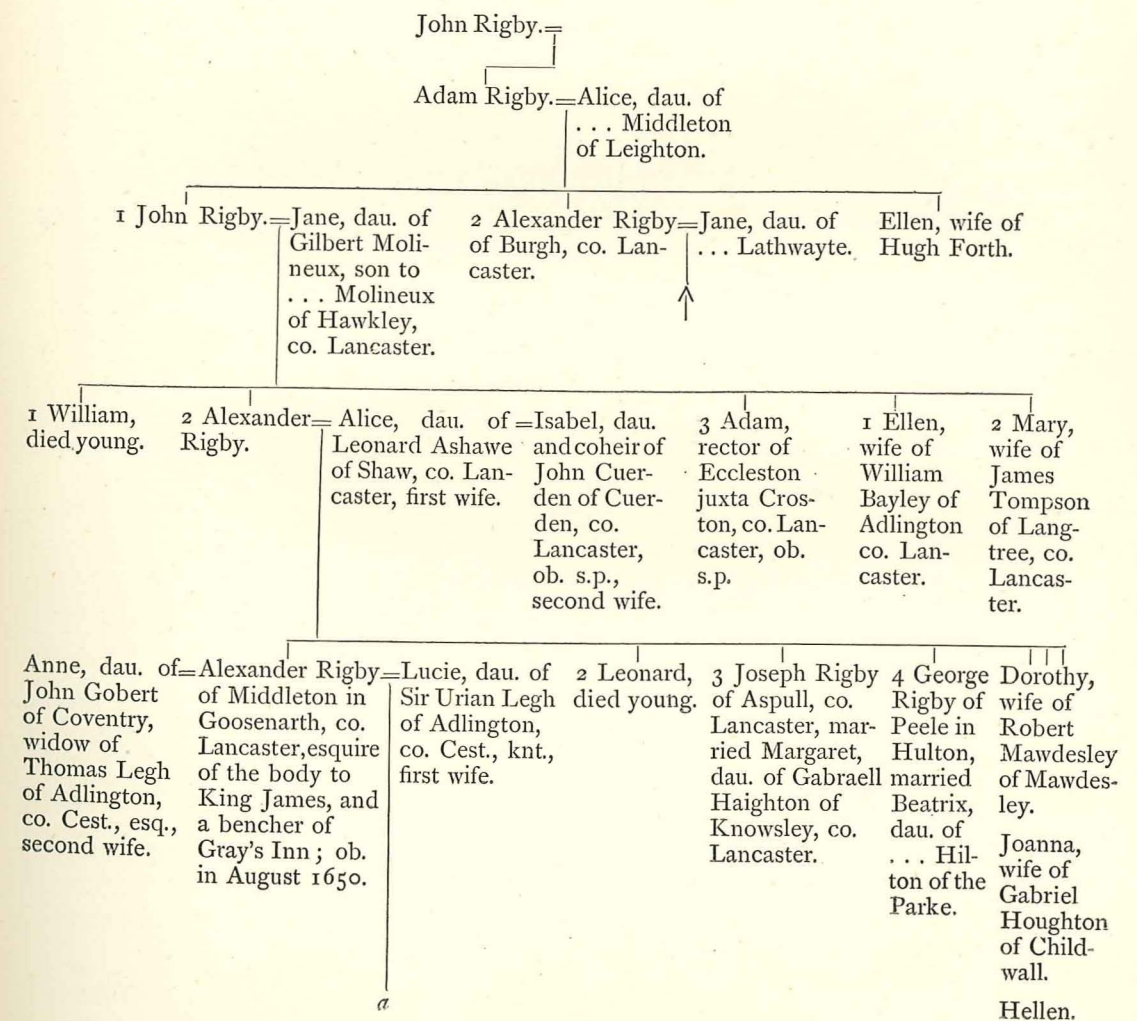 John Rigby.=
Adam Rigby.=Alice, dau. of
. . . Middleton
of Leighton.
1 John Rigby.=Jane, dau. of
Gilbert Moli-
neux, son to
. . . Molineux
of Hawkley,
co. Lancaster.
2 Alexander Rigby=Jane, dau. of
of Burgh, co. Lan-
caster.
. . . Lathwayte.
Ellen, wife of
Hugh Forth.
1 William,
died young.
2 Alexander=
Rigby.
Alice, dau. of
Leonard Ashawe
of Shaw, co. Lan-
caster, first wife.
=Isabel, dau.
and coheir of
John Cuer-
den of Cuer-
den, co.
Lancaster,
ob. s.p.,
second wife.
3 Adam,
rector of
Eccleston
juxta Cros-
ton, co. Lan-
caster, ob.
s.p.
1 Ellen,
wife of
William
Bayley of
Adlington
co. Lan-
caster.
2 Mary,
wife of
James
Tompson
of Lang-
tree, co.
Lancas-
ter.
Anne, dau. of=
John Gobert
of Coventry,
widow of
Thomas Legh
of Adlington,
co. Cest., esq.,
second wife.
Alexander Rigby=
of Middleton in
Goosenarth, co.
Lancaster, esquire
of the body to
King James, and
a bencher of
Gray's Inn; ob.
in August 1650.
Lucie, dau. of
Sir Urian Legh
of Adlington,
co. Cest., knt.,
first wife.
2 Leonard,
died young.
3 Joseph Rigby
of Aspull, co.
Lancaster, mar-
ried Margaret,
dau. of Gabraell
Haighton of
Knowsley, co.
Lancaster.
4 George
Rigby of
Peele in
Hulton,
married
Beatrix,
dau. of
. . . Hil-
ton of the
Parke.
Dorothy,
wife of
Robert
Mawdesley
of Mawdes-
ley.
Joanna,
wife of
Gabriel
Houghton
of Child-
wall.
Hellen.
a